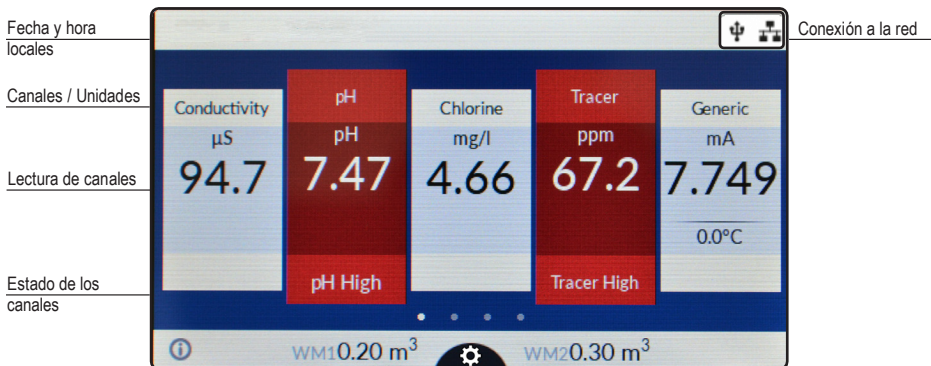 Fecha y hora
locales
Conexión a la red
Canales / Unidades
Lectura de canales
Estado de los
canales
Conductivity
µS
94.7
pH
pH
7.47
pH High
Chlorine
mg/l
4.66
Tracer
ppm
67.2
Tracer High
Generic
mA
7.749
0.0°C
WM1 0.20 m³
WM2 0.30 m³